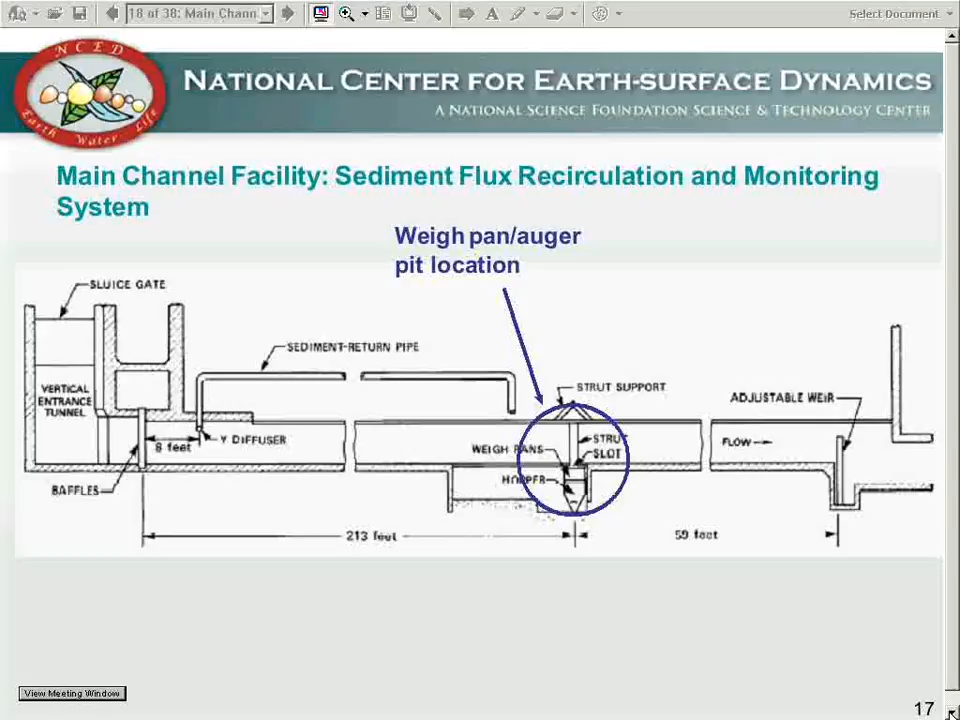 18 of 38: Main Chann.
Select Document
NCED
Earth Water Life
NATIONAL CENTER FOR EARTH-SURFACE DYNAMICS
A NATIONAL SCIENCE FOUNDATION SCIENCE & TECHNOLOGY CENTER
Main Channel Facility: Sediment Flux Recirculation and Monitoring
System
Weigh pan/auger
pit location
SLUICE GATE
SEDIMENT-RETURN PIPE
VERTICAL
ENTRANCE
TUNNEL
STRUT SUPPORT
ADJUSTABLE WEIR
8 feet
Y DIFFUSER
WEIGH PANS
STRUT
SLOT
FLOW
BAFFLES
HOPPER
213 feet
59 feet
View Meeting Window
17